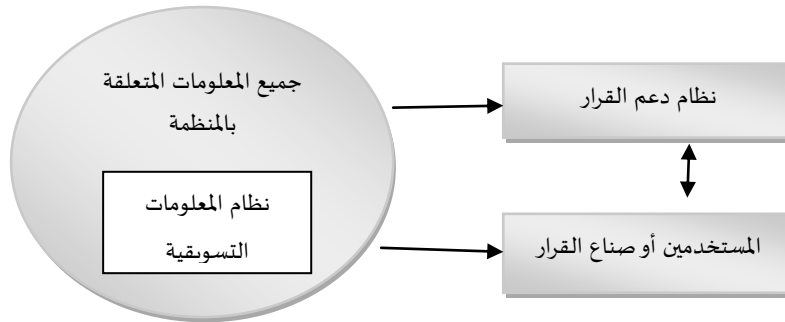 جميع المعلومات المتعلقة
بالمنظمة
نظام المعلومات
التسويقية
نظام دعم القرار
المستخدمين أو صناع القرار